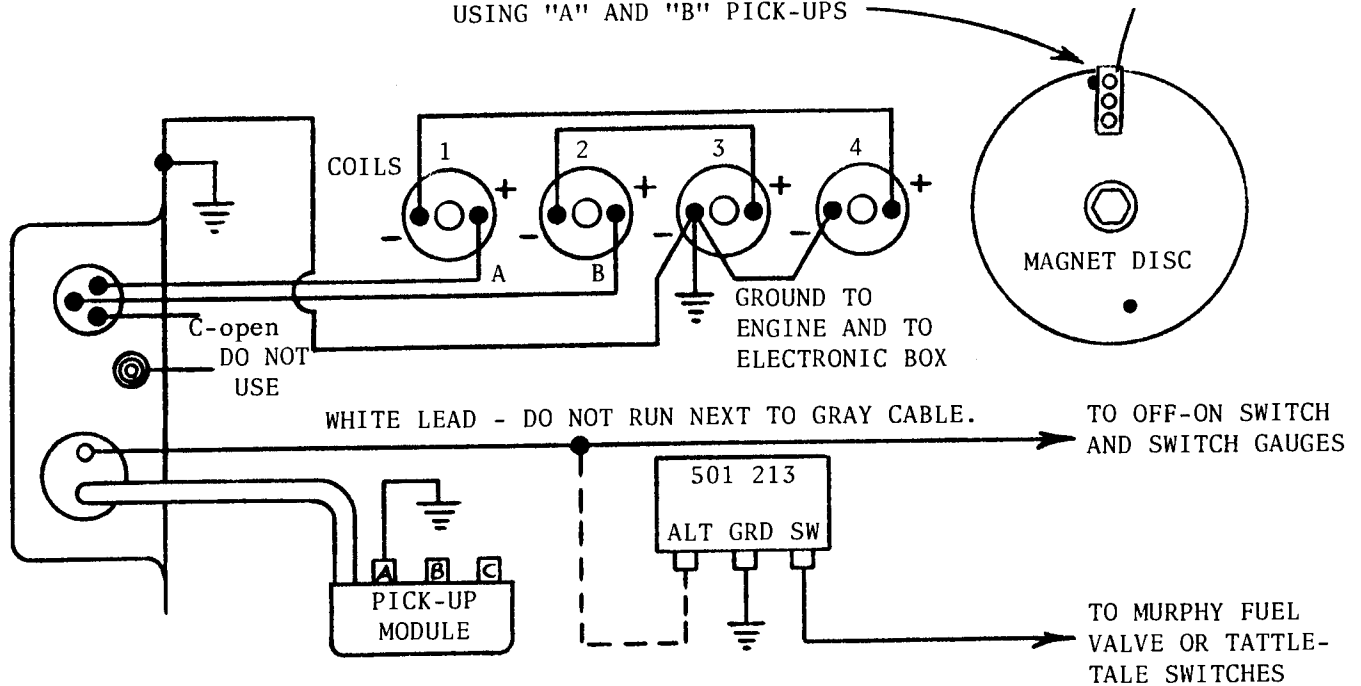 USING "A" AND "B" PICK-UPS
COILS
1
2
3
4
+
+
+
+
-
-
-
-
A
B
MAGNET DISC
GROUND TO
ENGINE AND TO
ELECTRONIC BOX
C-open
DO NOT
USE
WHITE LEAD - DO NOT RUN NEXT TO GRAY CABLE.
TO OFF-ON SWITCH
AND SWITCH GAUGES
501 213
ALT GRD SW
A B C
PICK-UP
MODULE
TO MURPHY FUEL
VALVE OR TATTLE-
TALE SWITCHES